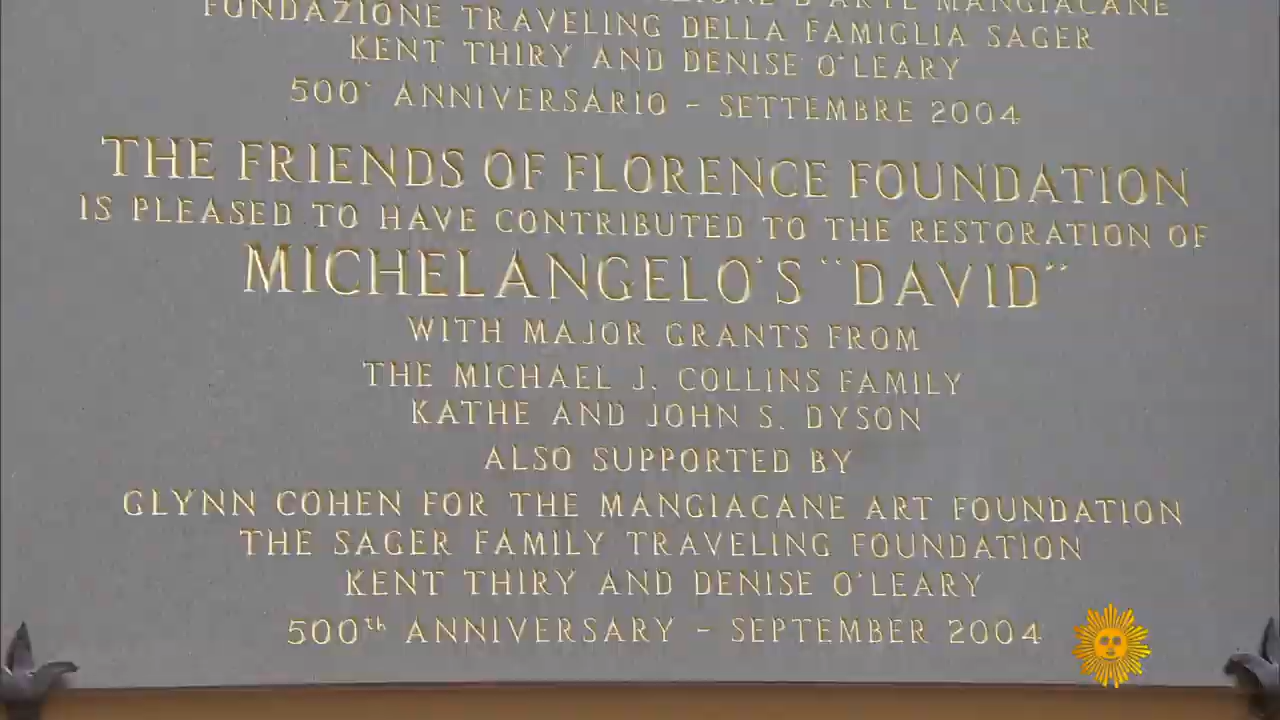 D'ARTE MANGIACANE
FONDAZIONE TRAVELING DELLA FAMIGLIA SAGER
KENT THIRY AND DENISE O'LEARY
500° ANNIVERSARIO - SETTEMBRE 2004
THE FRIENDS OF FLORENCE FOUNDATION
IS PLEASED TO HAVE CONTRIBUTED TO THE RESTORATION OF
MICHELANGELO'S "DAVID"
WITH MAJOR GRANTS FROM
THE MICHAEL J. COLLINS FAMILY
KATHE AND JOHN S. DYSON
ALSO SUPPORTED BY
GLYNN COHEN FOR THE MANGIACANE ART FOUNDATION
THE SAGER FAMILY TRAVELING FOUNDATION
KENT THIRY AND DENISE O'LEARY
500th ANNIVERSARY - SEPTEMBER 2004